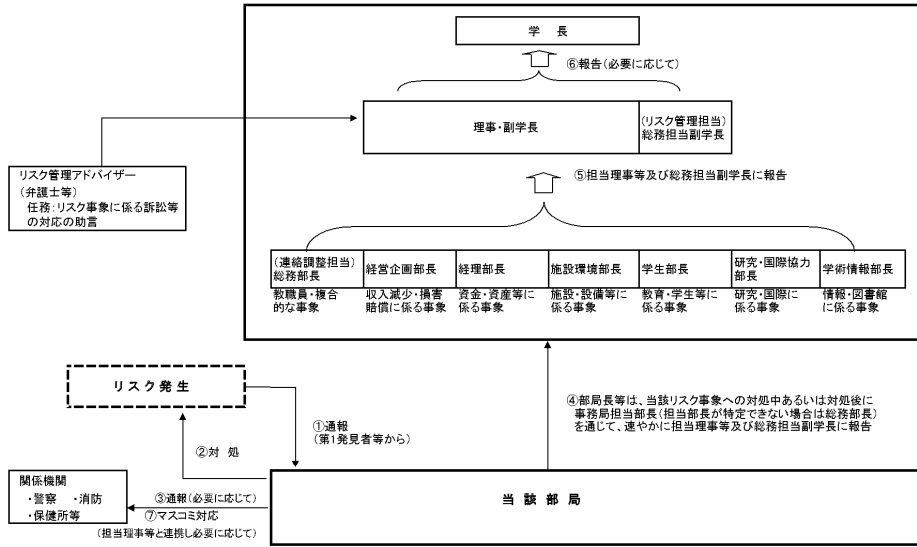 学 長
⑥報告(必要に応じて)
理事・副学長
(リスク管理担当)
総務担当副学長
リスク管理アドバイザー
(弁護士等)
任務:リスク事象に係る訴訟等
の対応の助言
⑤担当理事等及び総務担当副学長に報告
(連絡調整担当)
総務部長
経営企画部長
経理部長
施設環境部長
学生部長
研究・国際協力
部長
学術情報部長
教職員・複合
的な事象
収入減少・損害
賠償に係る事象
資金・資産等に
係る事象
施設・設備等に
係る事象
教育・学生等に
係る事象
研究・国際に
係る事象
情報・図書館
に係る事象
リスク発生
①通報
(第1発見者等から)
④部局長等は、当該リスク事象への対処中あるいは対処後に
事務局担当部長(担当部長が特定できない場合は総務部長)
を通じて、速やかに担当理事等及び総務担当副学長に報告
②対 処
関係機関
・警察 ・消防
・保健所等
③通報(必要に応じて)
⑦マスコミ対応
(担当理事等と連携し必要に応じて)
当 該 部 局